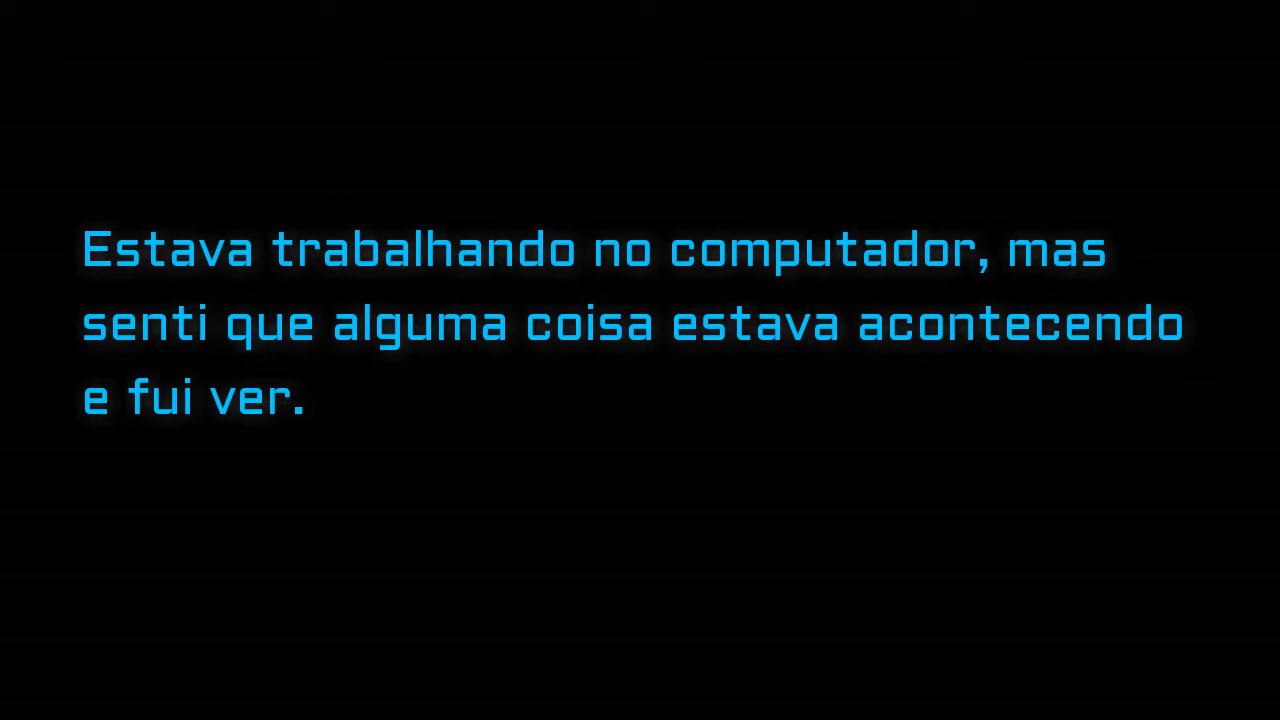 Estava trabalhando no computador, mas
senti que alguma coisa estava acontecendo
e fui ver.